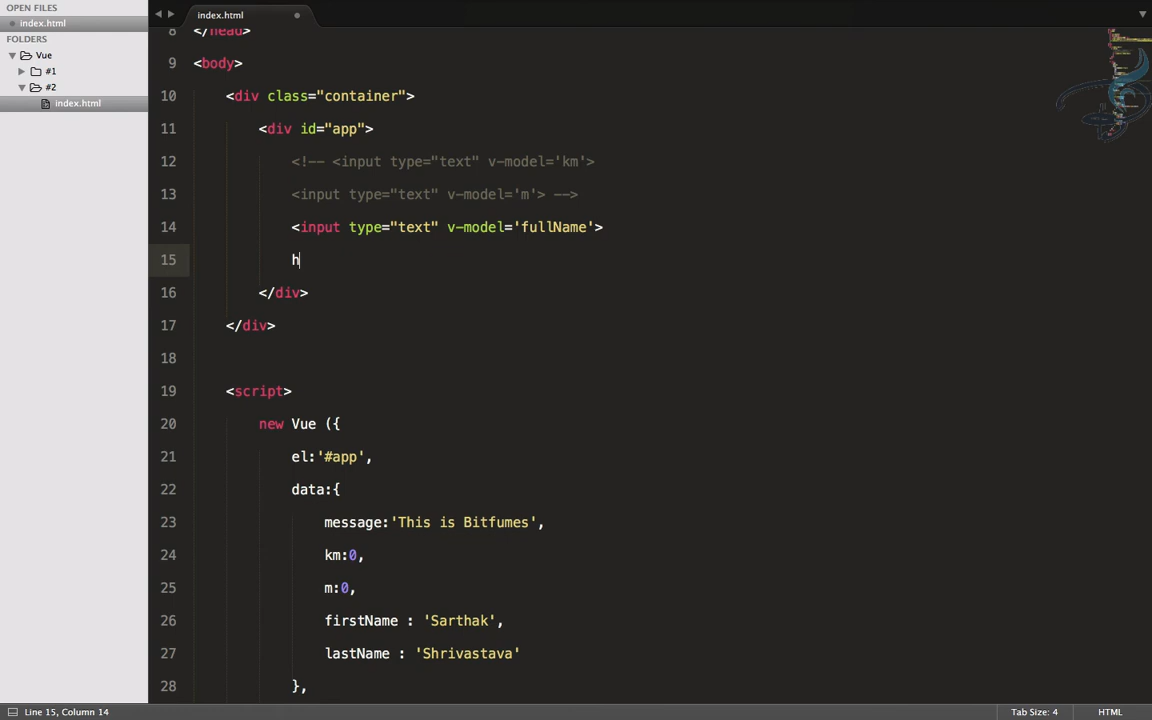 OPEN FILES
index.html
FOLDERS
Vue
#1
#2
index.html
index.html
8 </head>
9 <body>
10 <div class="container">
11 <div id="app">
12 <!-- <input type="text" v-model='km'>
13 <input type="text" v-model='m'> -->
14 <input type="text" v-model='fullName'>
15 h
16 </div>
17 </div>
18
19 <script>
20 new Vue ({
21 el:'#app',
22 data:{
23 message:'This is Bitfumes',
24 km:0,
25 m:0,
26 firstName : 'Sarthak',
27 lastName : 'Shrivastava'
28 },
Line 15, Column 14
Tab Size: 4
HTML